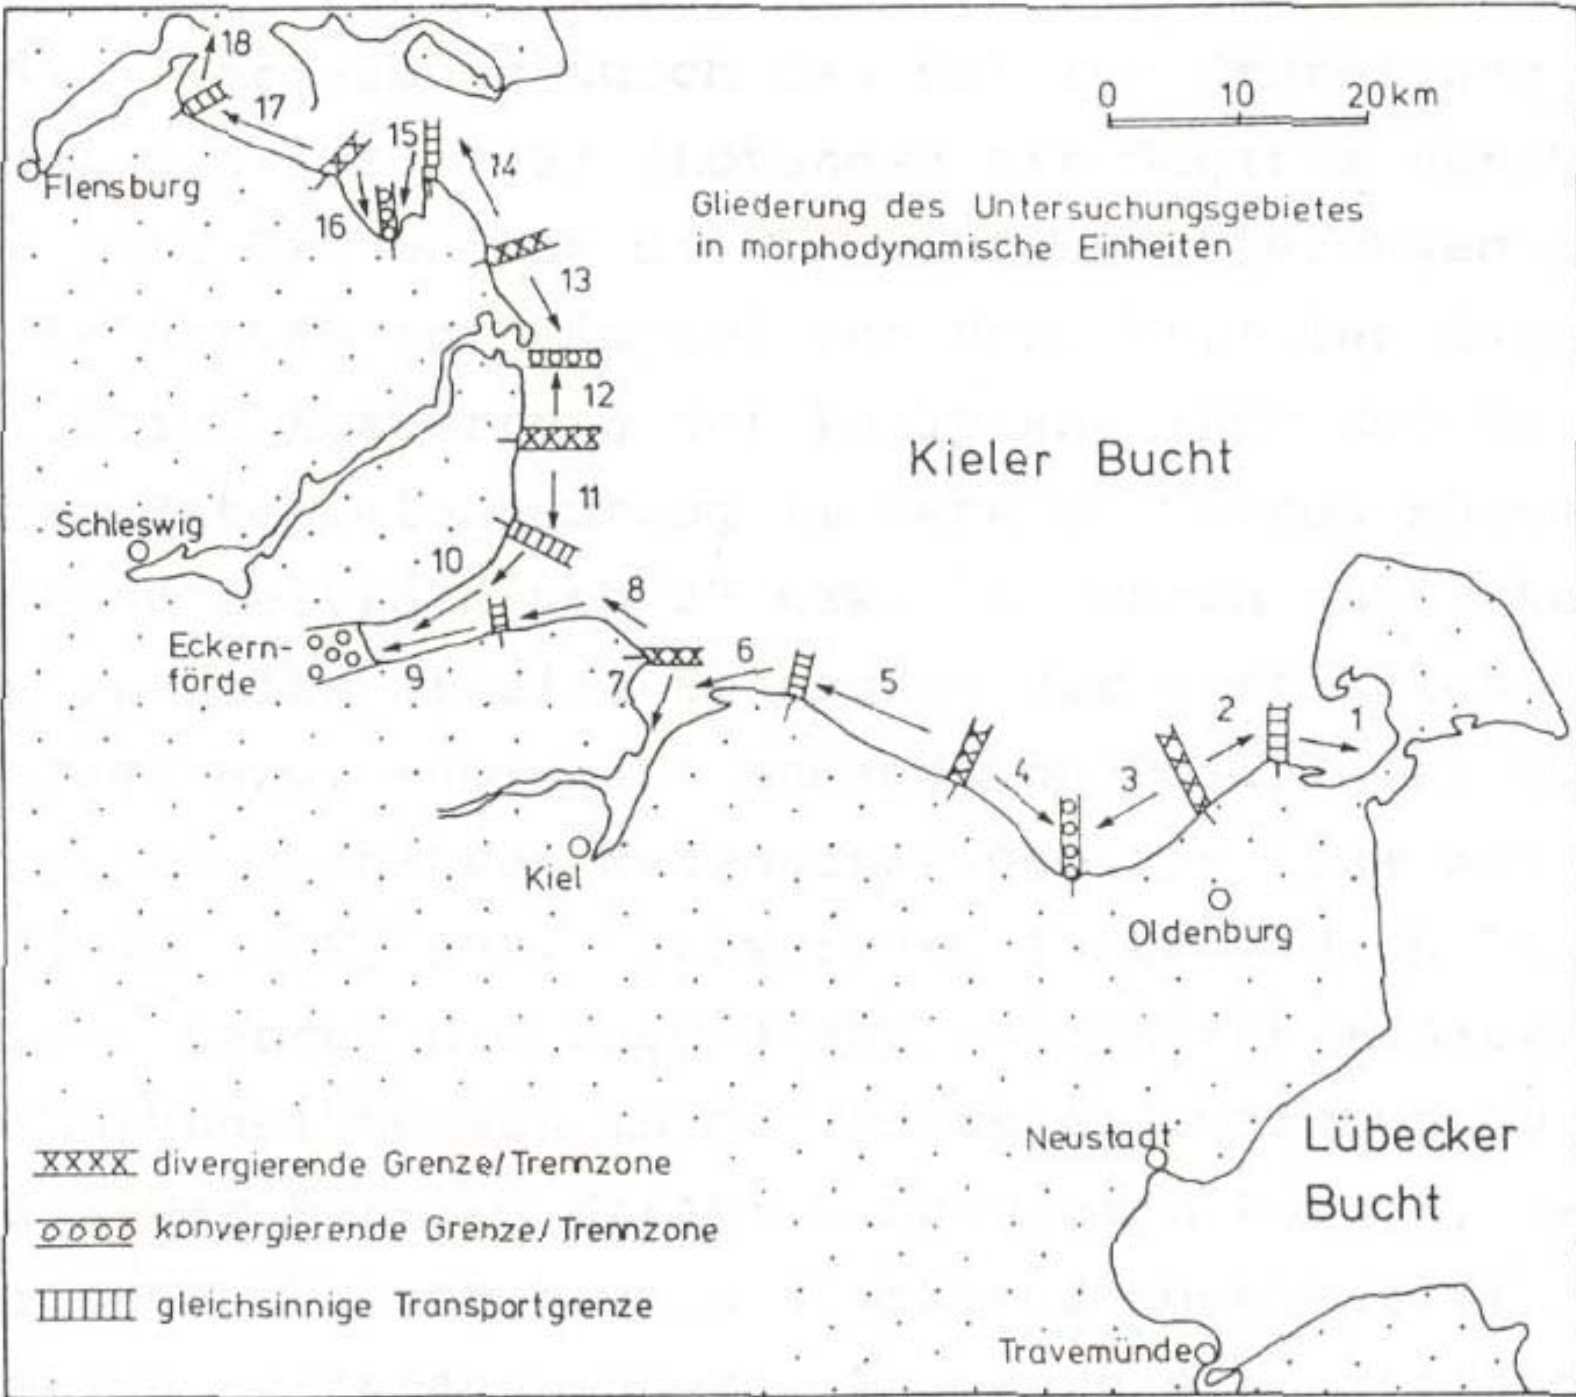 18
17
15
14
16
Flensburg
0 10 20 km
Gliederung des Untersuchungsgebietes
in morphodynamische Einheiten
13
12
Kieler Bucht
11
Schleswig
10
8
Eckern-
förde
9
7
6
5
2
1
4
3
Kiel
Oldenburg
Neustadt
Lübecker
Bucht
XXXX divergierende Grenze/Trennzone
konvergierende Grenze/Trennzone
gleichsinnige Transportgrenze
Travemünde